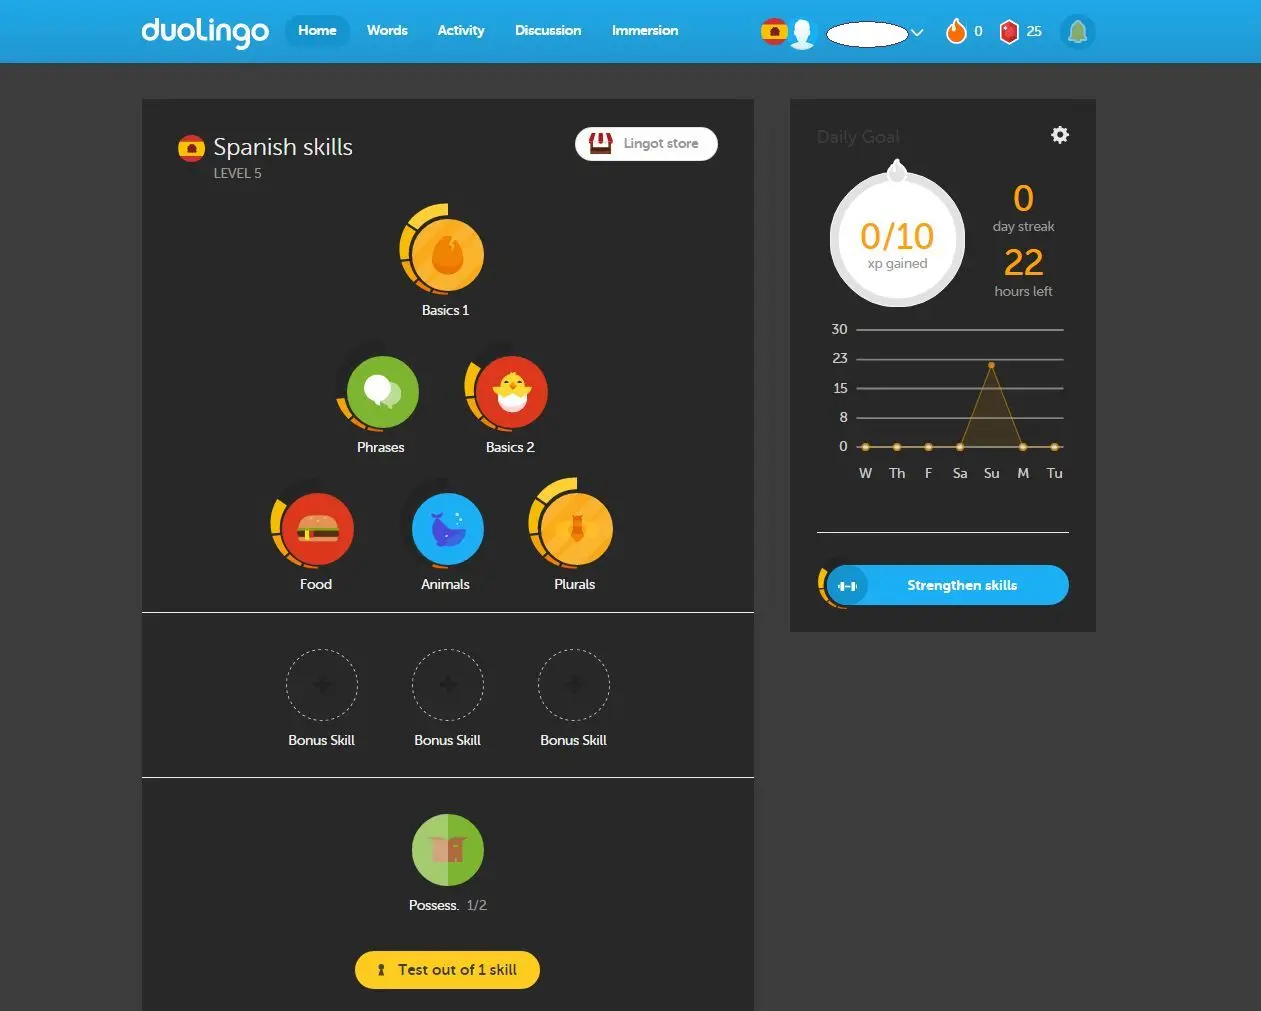 duolingo
Home
Words
Activity
Discussion
Immersion
0
25
Spanish skills
LEVEL 5
Lingot store
Basics 1
Phrases
Basics 2
Food
Animals
Plurals
Bonus Skill
Bonus Skill
Bonus Skill
Possess. 1/2
Test out of 1 skill
Daily Goal
0/10
xp gained
0
day streak
22
hours left
30
23
15
8
0
W Th F Sa Su M Tu
Strengthen skills